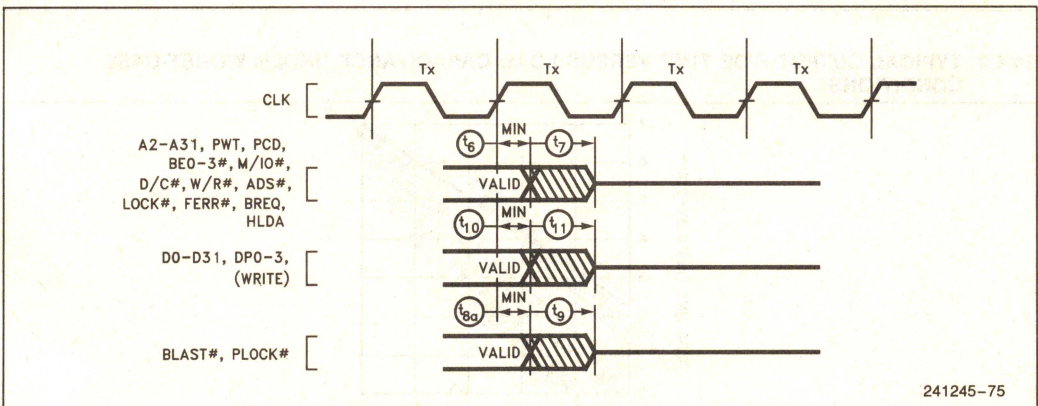 Tx Tx Tx Tx
CLK
t6 MIN t7
A2-A31, PWT, PCD,
BE0-3#, M/IO#,
D/C#, W/R#, ADS#,
LOCK#, FERR#, BREQ,
HLDA
VALID
t10 MIN t11
D0-D31, DP0-3,
(WRITE)
VALID
t8a MIN t9
BLAST#, PLOCK#
VALID
241245-75